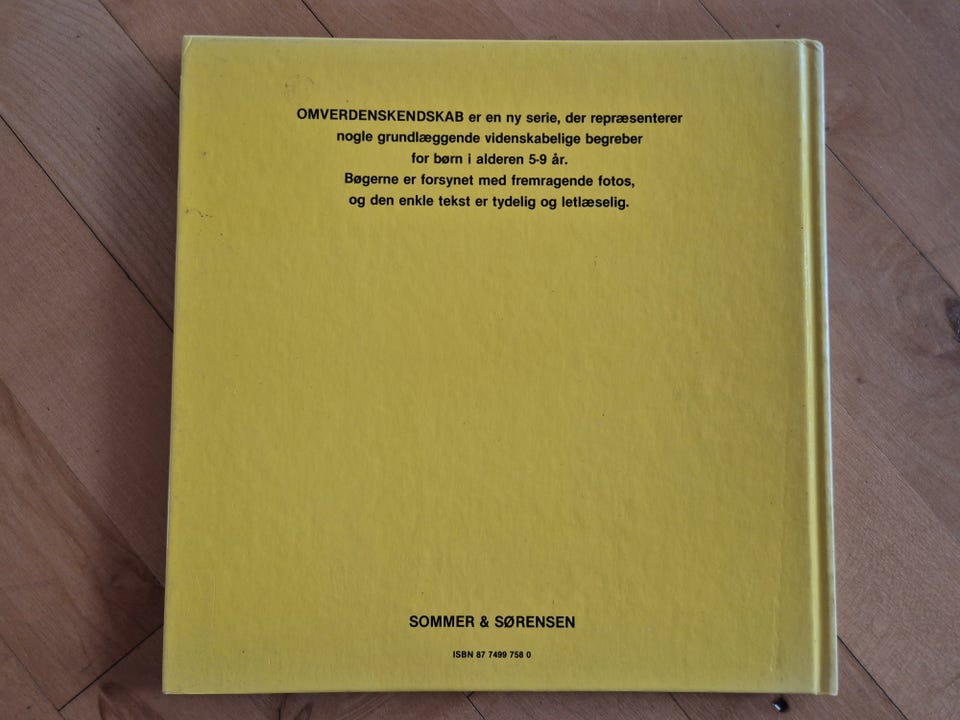 OMVERDENSKENDSKAB er en ny serie, der repræsenterer
nogle grundlæggende videnskabelige begreber
for børn i alderen 5-9 år.
Bøgerne er forsynet med fremragende fotos,
og den enkle tekst er tydelig og letlæselig.
SOMMER & SØRENSEN
ISBN 87 7499 758 0